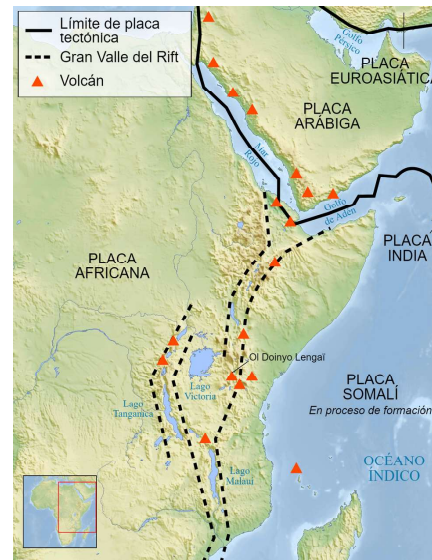 Límite de placa
tectónica
Gran Valle del Rift
Volcán
Golfo
Pérsico
PLACA
EUROASIÁTICA
PLACA
ARÁBIGA
Mar
Rojo
Golfo
de Adén
PLACA
INDIA
PLACA
AFRICANA
Ol Doinyo Lengaï
Lago
Victoria
Lago
Tanganica
PLACA
SOMALÍ
En proceso de formación
Lago
Malaui
OCÉANO
ÍNDICO